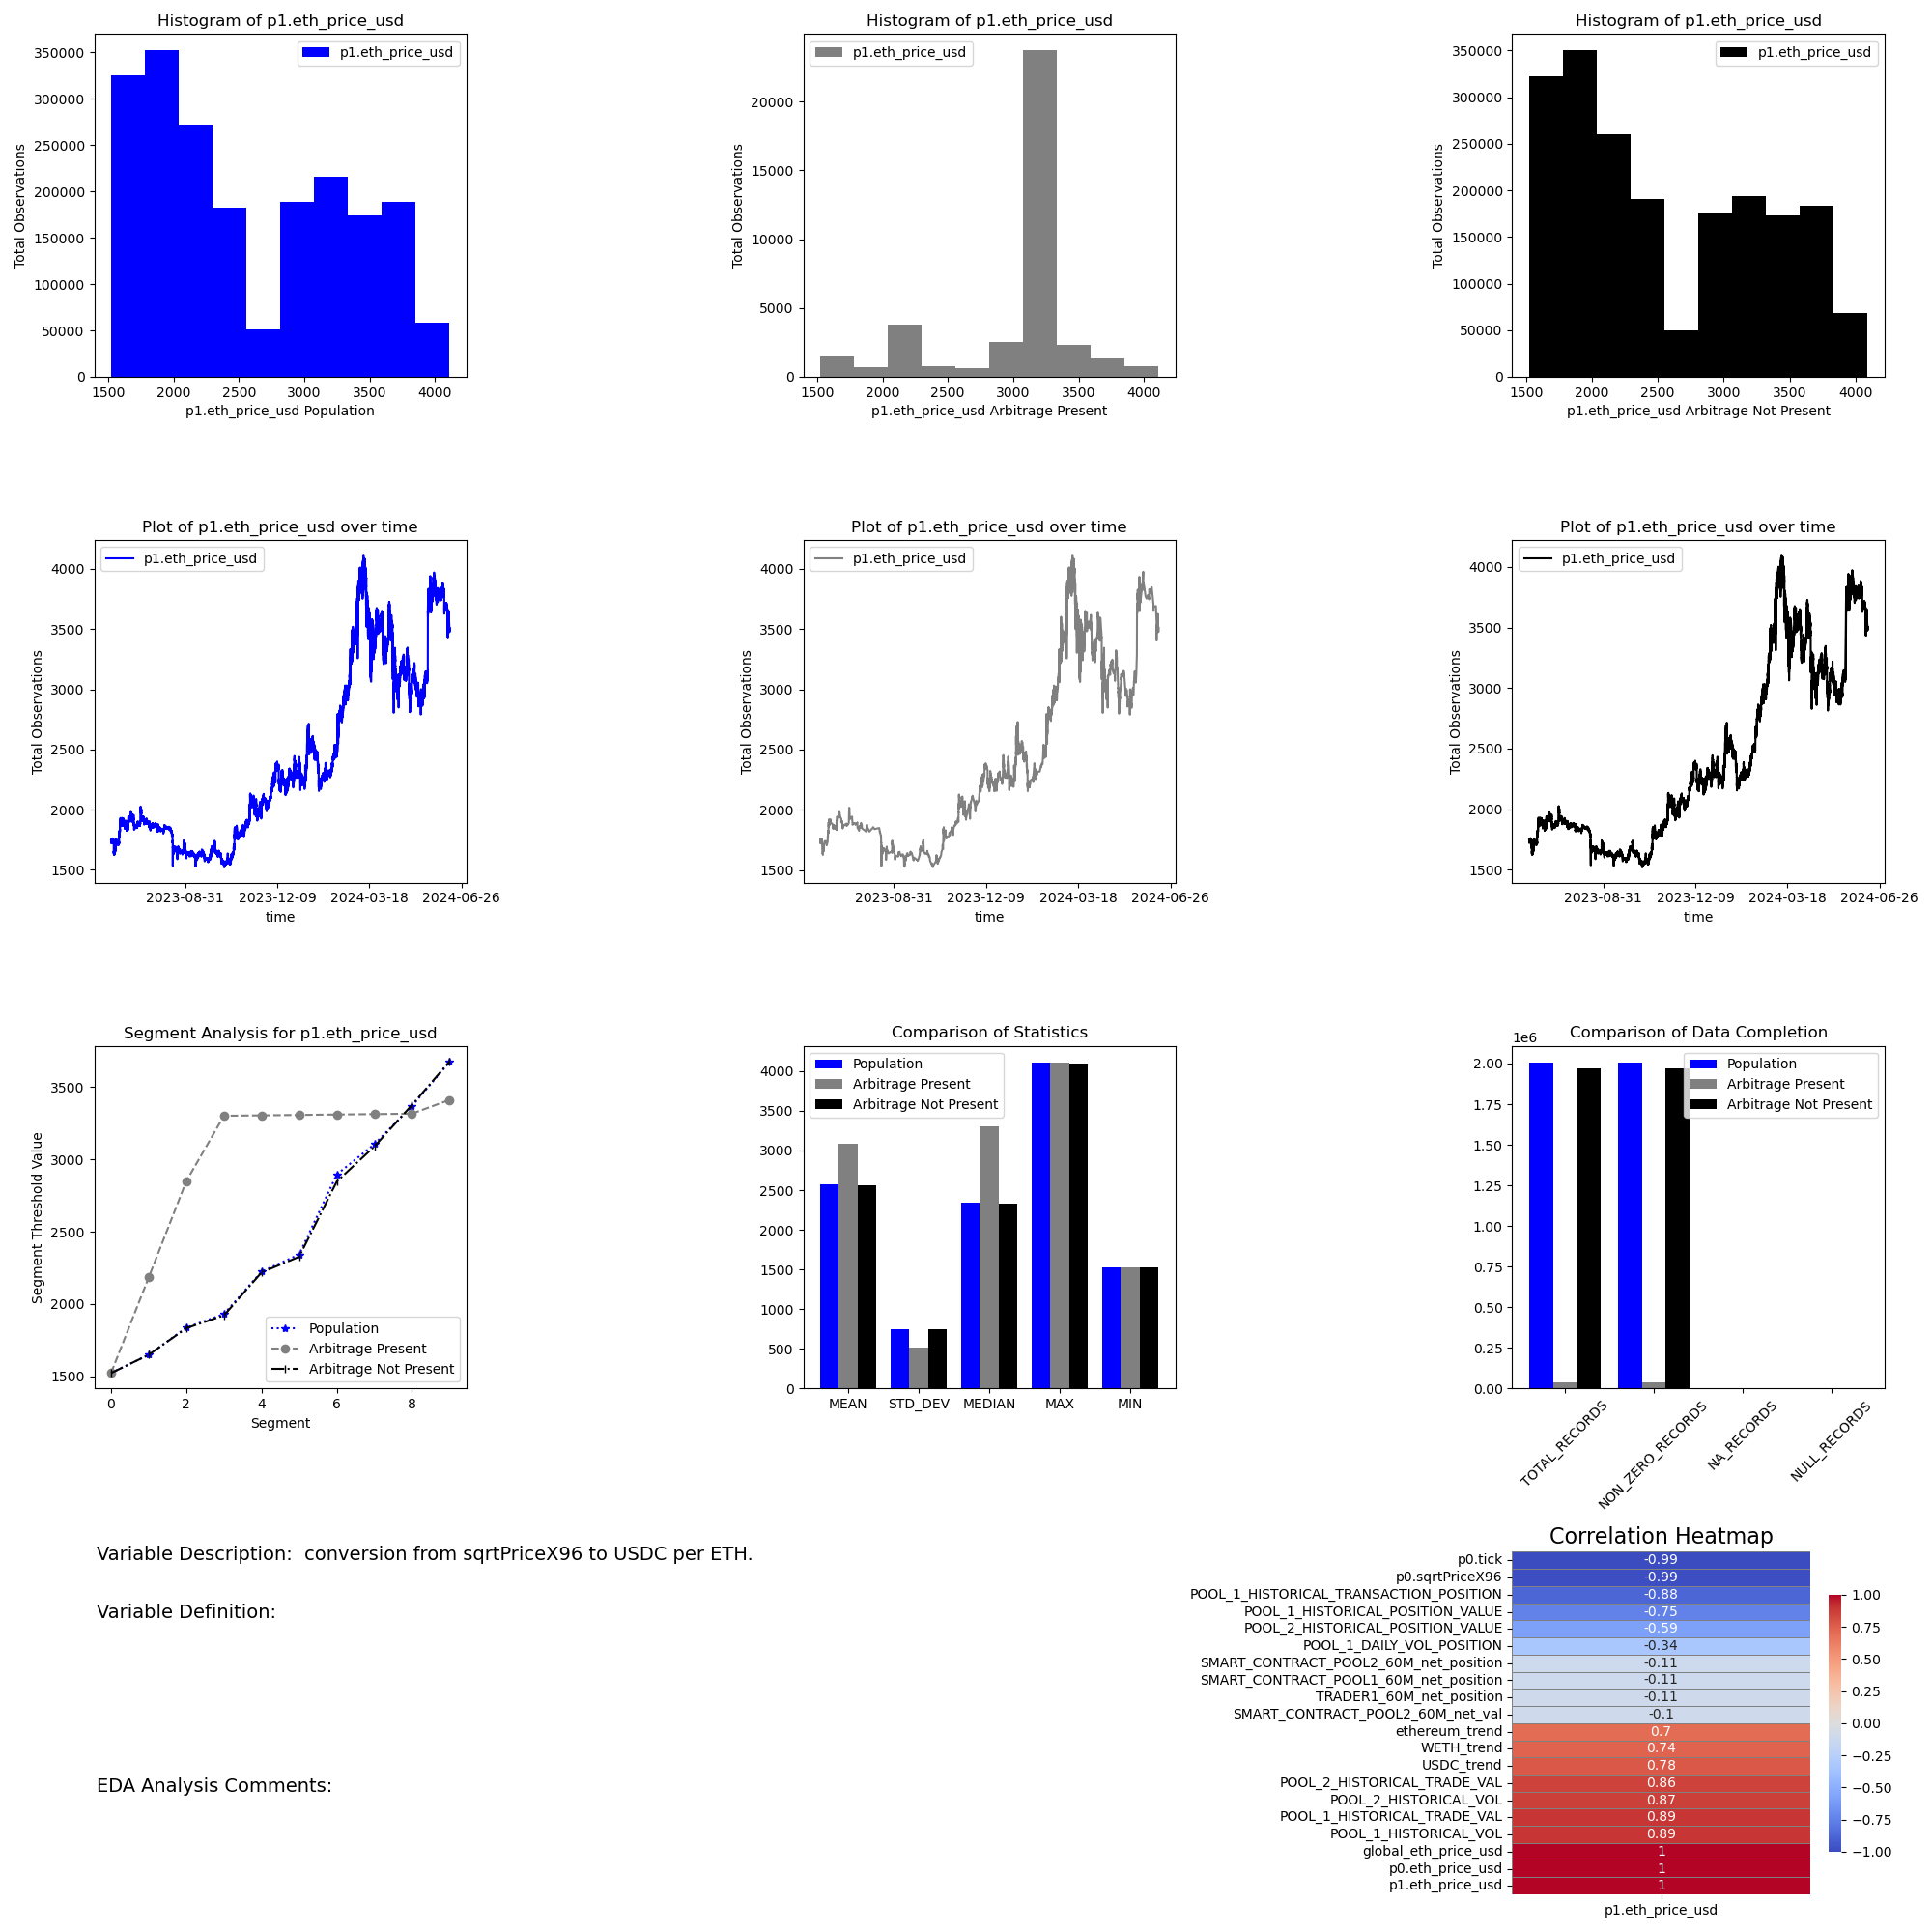 Histogram of p1.eth_price_usd
p1.eth_price_usd
350000
300000
250000
200000
150000
100000
50000
0
Total Observations
1500 2000 2500 3000 3500 4000
p1.eth_price_usd Population
Histogram of p1.eth_price_usd
p1.eth_price_usd
20000
15000
10000
5000
0
Total Observations
1500 2000 2500 3000 3500 4000
p1.eth_price_usd Arbitrage Present
Histogram of p1.eth_price_usd
p1.eth_price_usd
350000
300000
250000
200000
150000
100000
50000
0
Total Observations
1500 2000 2500 3000 3500 4000
p1.eth_price_usd Arbitrage Not Present
Plot of p1.eth_price_usd over time
p1.eth_price_usd
4000
3500
3000
2500
2000
1500
Total Observations
2023-08-31 2023-12-09 2024-03-18 2024-06-26
time
Plot of p1.eth_price_usd over time
p1.eth_price_usd
4000
3500
3000
2500
2000
1500
Total Observations
2023-08-31 2023-12-09 2024-03-18 2024-06-26
time
Plot of p1.eth_price_usd over time
p1.eth_price_usd
4000
3500
3000
2500
2000
1500
Total Observations
2023-08-31 2023-12-09 2024-03-18 2024-06-26
time
Segment Analysis for p1.eth_price_usd
3500
3000
2500
2000
1500
Segment Threshold Value
Population
Arbitrage Present
Arbitrage Not Present
0 2 4 6 8
Segment
Comparison of Statistics
Population
Arbitrage Present
Arbitrage Not Present
4000
3500
3000
2500
2000
1500
1000
500
0
MEAN STD_DEV MEDIAN MAX MIN
Comparison of Data Completion
1e6
Population
Arbitrage Present
Arbitrage Not Present
2.00
1.75
1.50
1.25
1.00
0.75
0.50
0.25
0.00
TOTAL_RECORDS
NON_ZERO_RECORDS
NA_RECORDS
NULL_RECORDS
Variable Description:  conversion from sqrtPriceX96 to USDC per ETH.
Variable Definition:
EDA Analysis Comments:
Correlation Heatmap
p0.tick -0.99
p0.sqrtPriceX96 -0.99
POOL_1_HISTORICAL_TRANSACTION_POSITION -0.88
POOL_1_HISTORICAL_POSITION_VALUE -0.75
POOL_2_HISTORICAL_POSITION_VALUE -0.59
POOL_1_DAILY_VOL_POSITION -0.34
SMART_CONTRACT_POOL2_60M_net_position -0.11
SMART_CONTRACT_POOL1_60M_net_position -0.11
TRADER1_60M_net_position -0.11
SMART_CONTRACT_POOL2_60M_net_val -0.1
ethereum_trend 0.7
WETH_trend 0.74
USDC_trend 0.78
POOL_2_HISTORICAL_TRADE_VAL 0.86
POOL_2_HISTORICAL_VOL 0.87
POOL_1_HISTORICAL_TRADE_VAL 0.89
POOL_1_HISTORICAL_VOL 0.89
global_eth_price_usd 1
p0.eth_price_usd 1
p1.eth_price_usd 1
p1.eth_price_usd
1.00
0.75
0.50
0.25
0.00
−0.25
−0.50
−0.75
−1.00